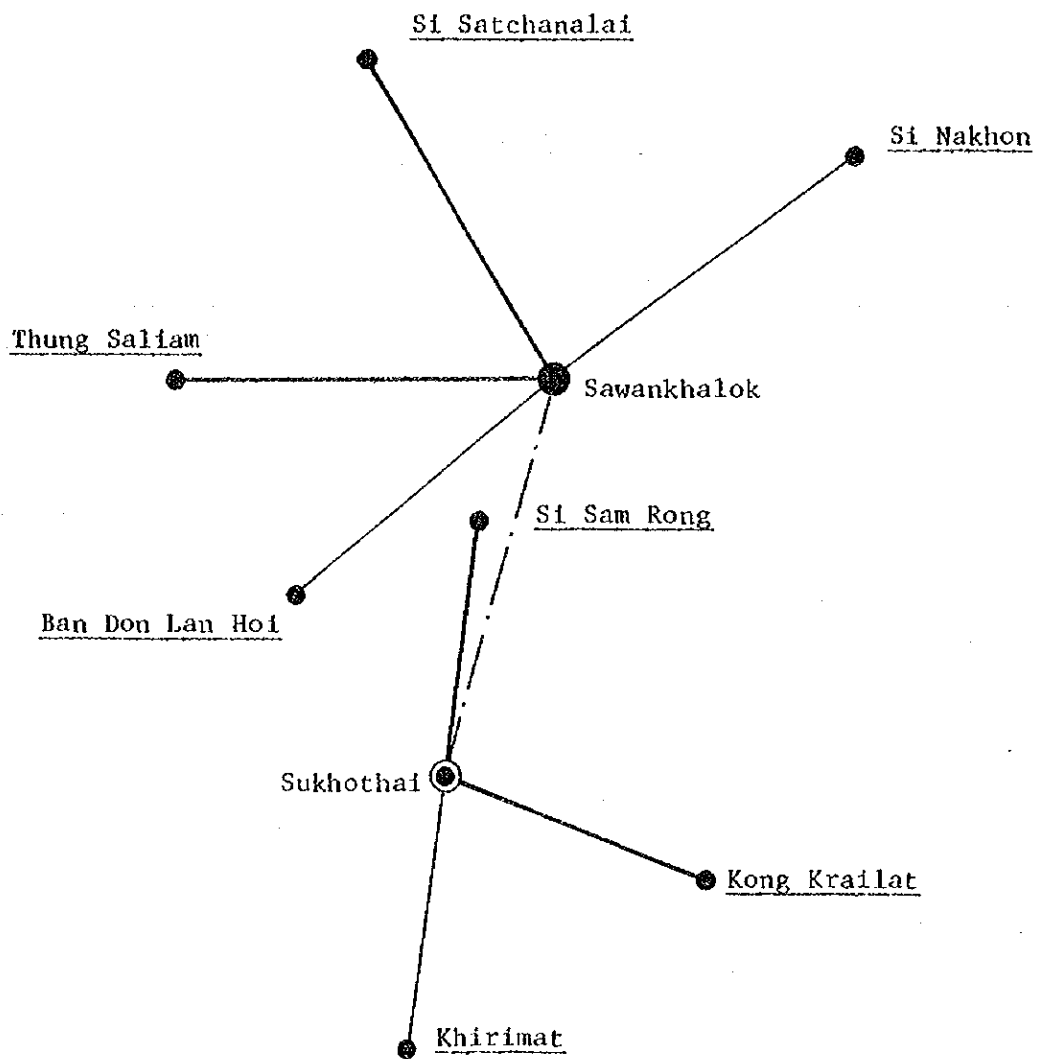 Si Satchanalai
Si Nakhon
Thung Saliam
Sawankhalok
Si Sam Rong
Ban Don Lan Hoi
Sukhothai
Kong Krailat
Khirimat